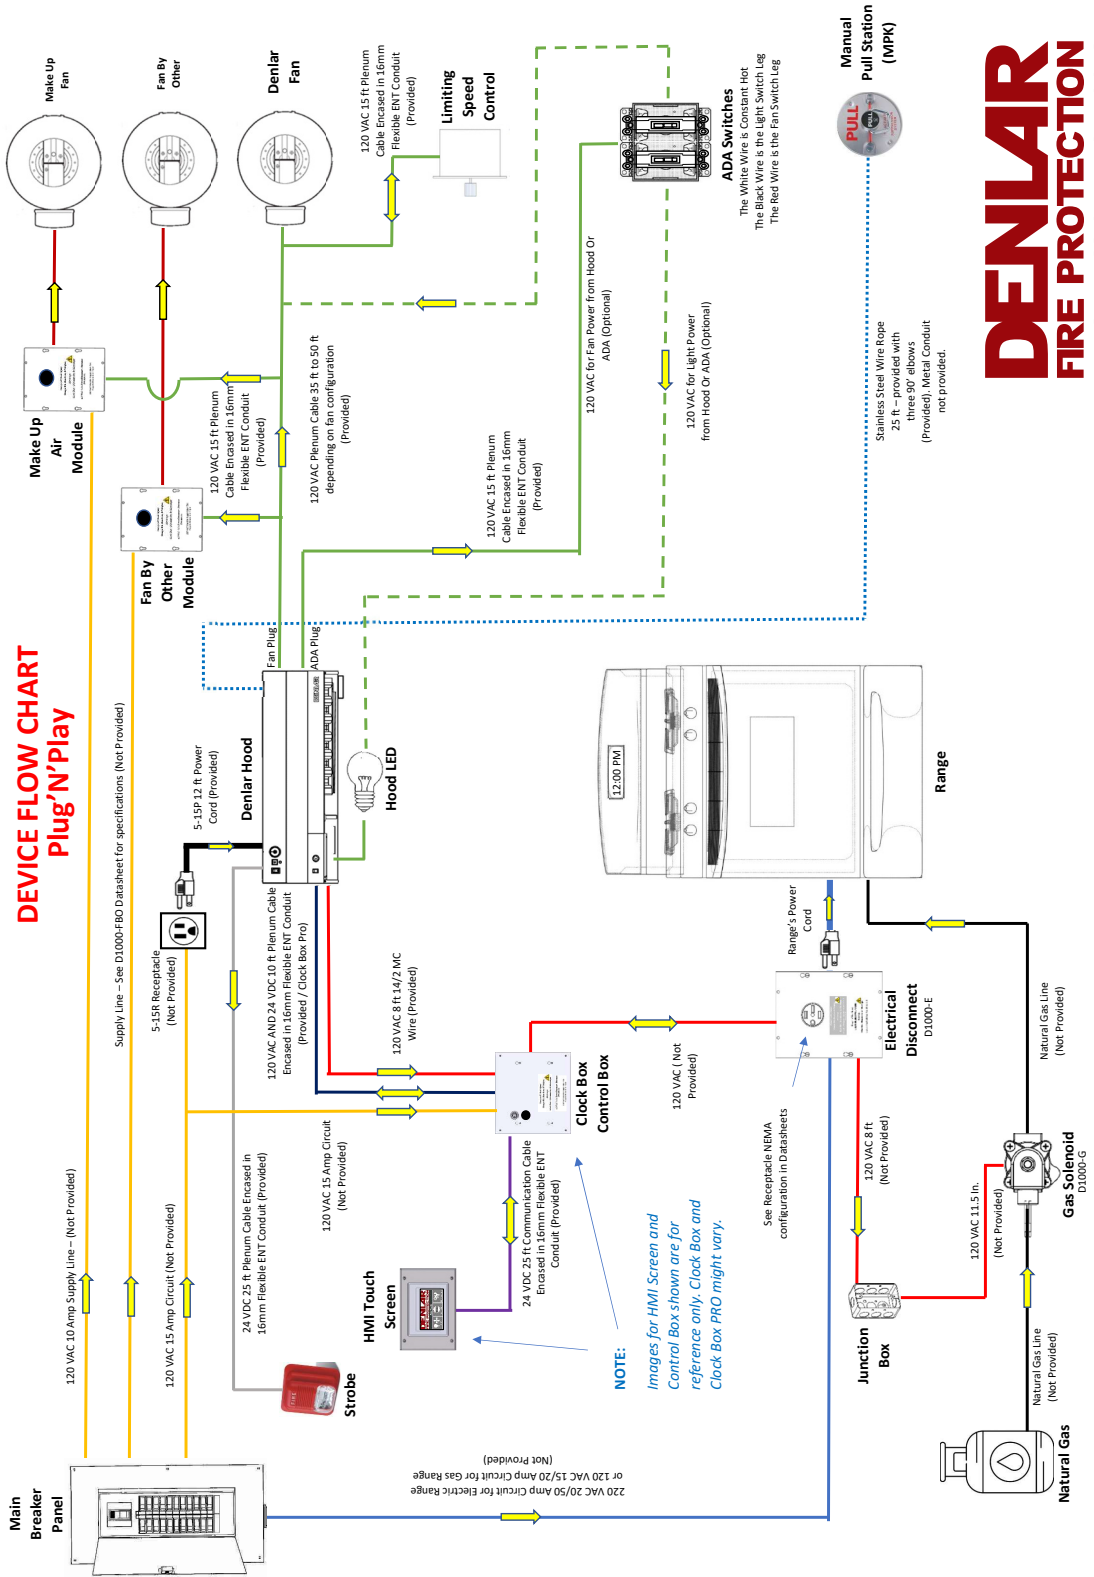 DEVICE FLOW CHART
Plug'N'Play
Main
Breaker
Panel
120 VAC 10 Amp Supply Line – (Not Provided)
Supply Line – See D1000-FBO Datasheet for specifications (Not Provided)
120 VAC 15 Amp Circuit (Not Provided)
5-15R Receptacle
(Not Provided)
5-15P 12 ft Power
Cord (Provided)
Make Up
Air
Module
Fan By
Other
Module
Make Up
Fan
Fan By
Other
Denlar
Fan
120 VAC 15 ft Plenum
Cable Encased in 16mm
Flexible ENT Conduit
(Provided)
120 VAC Plenum Cable 35 ft to 50 ft
depending on fan configuration
(Provided)
120 VAC 15 ft Plenum
Cable Encased in 16mm
Flexible ENT Conduit
(Provided)
Limiting
Speed
Control
24 VDC 25 ft Plenum Cable Encased in
16mm Flexible ENT Conduit (Provided)
Strobe
Denlar Hood
Fan Plug
ADA Plug
Hood LED
120 VAC AND 24 VDC 10 ft Plenum Cable
Encased in 16mm Flexible ENT Conduit
(Provided / Clock Box Pro)
120 VAC 15 Amp Circuit
(Not Provided)
120 VAC 8 ft 14/2 MC
Wire (Provided)
120 VAC 15 ft Plenum
Cable Encased in 16mm
Flexible ENT Conduit
(Provided)
120 VAC for Fan Power from Hood Or
ADA (Optional)
120 VAC for Light Power
from Hood Or ADA (Optional)
ADA Switches
The White Wire is Constant Hot
The Black Wire is the Light Switch Leg
The Red Wire is the Fan Switch Leg
HMI Touch
Screen
DENLAR
24 VDC 25 ft Communication Cable
Encased in 16mm Flexible ENT
Conduit (Provided)
Clock Box
Control Box
NOTE:
Images for HMI Screen and
Control Box shown are for
reference only. Clock Box and
Clock Box PRO might vary.
120 VAC ( Not
Provided)
See Receptacle NEMA
configuration in Datasheets
Electrical
Disconnect
D1000-E
Range's Power
Cord
12:00 PM
Range
220 VAC 20/50 Amp Circuit for Electric Range
or 120 VAC 15/20 Amp Circuit for Gas Range
(Not Provided)
120 VAC 8 ft
(Not Provided)
Junction
Box
120 VAC 11.5 In.
(Not Provided)
Gas Solenoid
D1000-G
Natural Gas Line
(Not Provided)
Natural Gas Line
(Not Provided)
Natural Gas
Stainless Steel Wire Rope
25 ft – provided with
three 90' elbows
(Provided). Metal Conduit
not provided.
Manual
Pull Station
(MPK)
PULL
DENLAR
FIRE PROTECTION